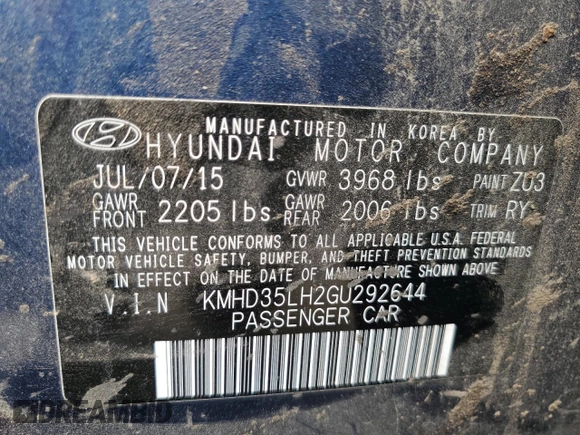 MANUFACTURED IN KOREA BY
HYUNDAI MOTOR COMPANY
JUL/07/15 GVWR 3968 lbs PAINT ZU3
GAWR FRONT 2205 lbs GAWR REAR 2006 lbs TRIM RY
THIS VEHICLE CONFORMS TO ALL APPLICABLE U.S.A. FEDERAL
MOTOR VEHICLE SAFETY, BUMPER, AND THEFT PREVENTION STANDARDS
IN EFFECT ON THE DATE OF MANUFACTURE SHOWN ABOVE.
V.I.N KMHD35LH2GU292644
PASSENGER CAR
DREAMBID